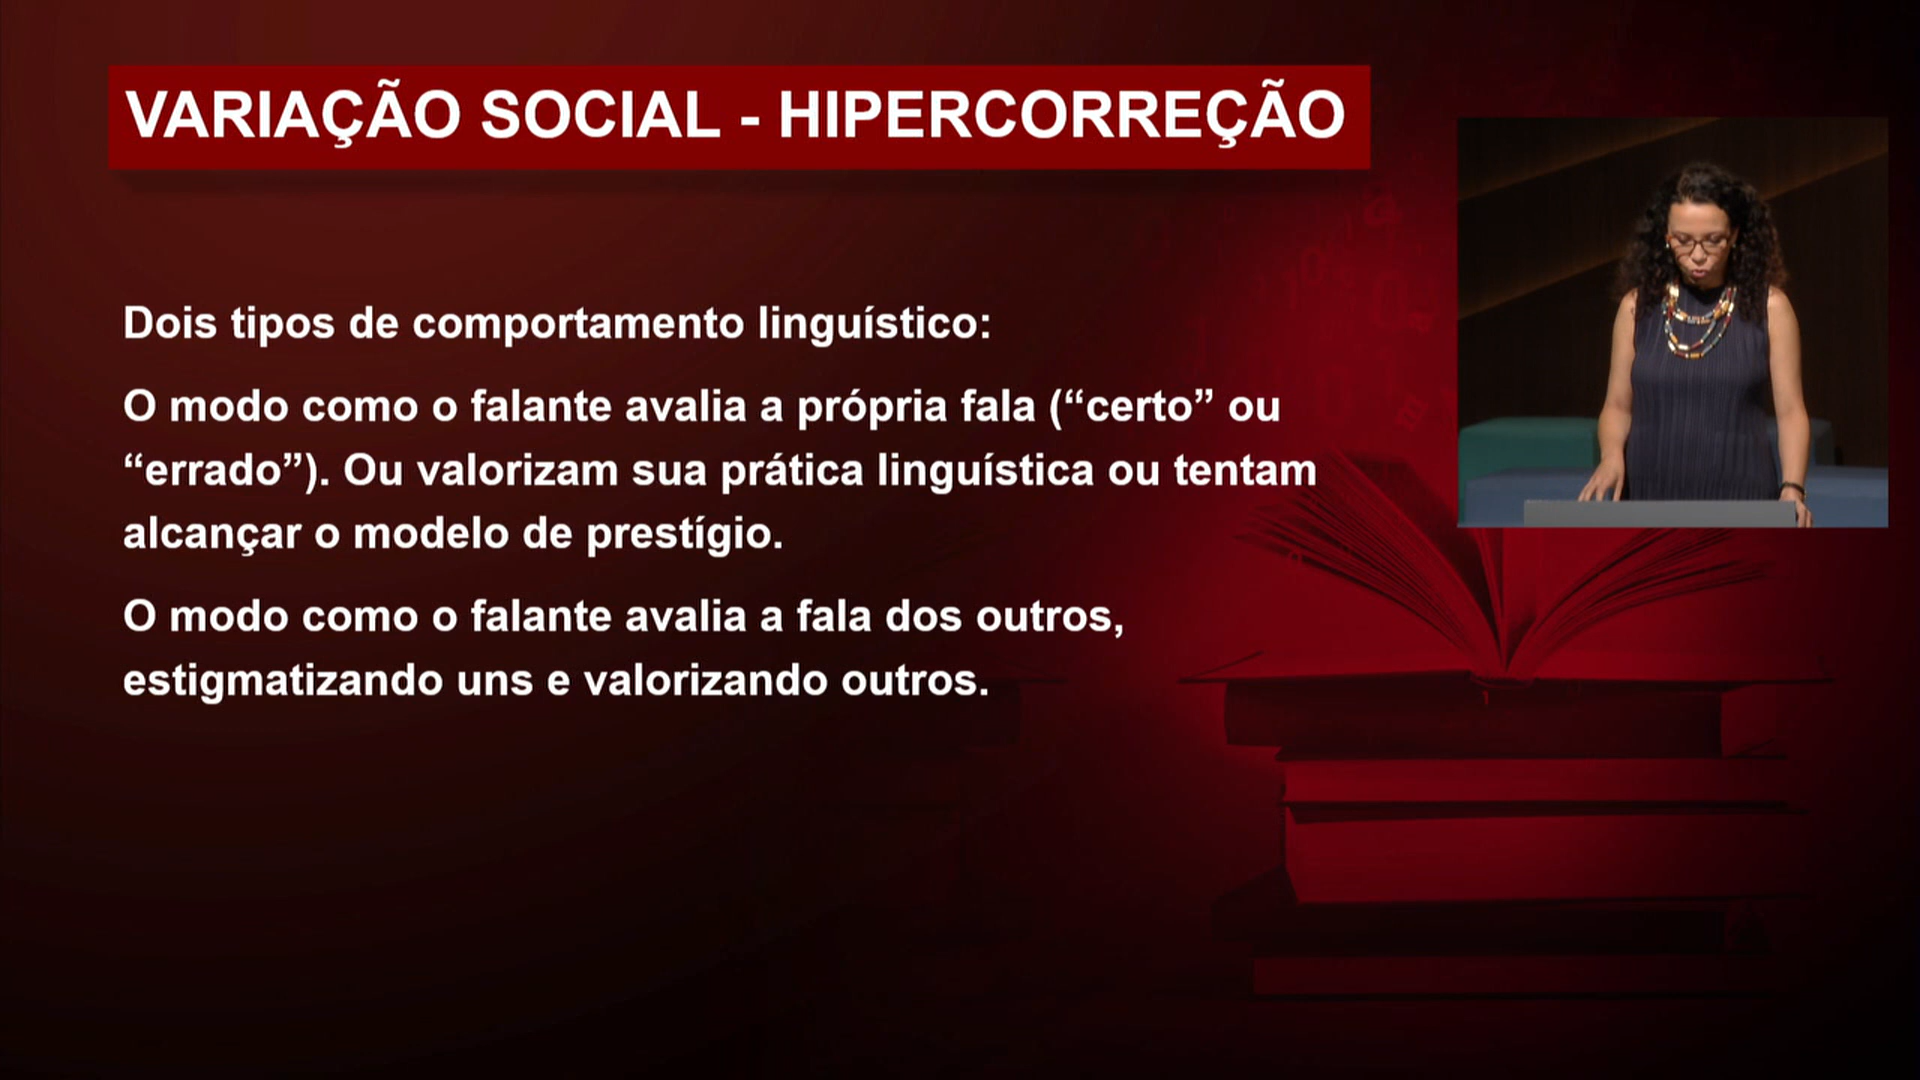 VARIAÇÃO SOCIAL - HIPERCORREÇÃO
Dois tipos de comportamento linguístico:
O modo como o falante avalia a própria fala (“certo” ou
“errado”). Ou valorizam sua prática linguística ou tentam
alcançar o modelo de prestígio.
O modo como o falante avalia a fala dos outros,
estigmatizando uns e valorizando outros.